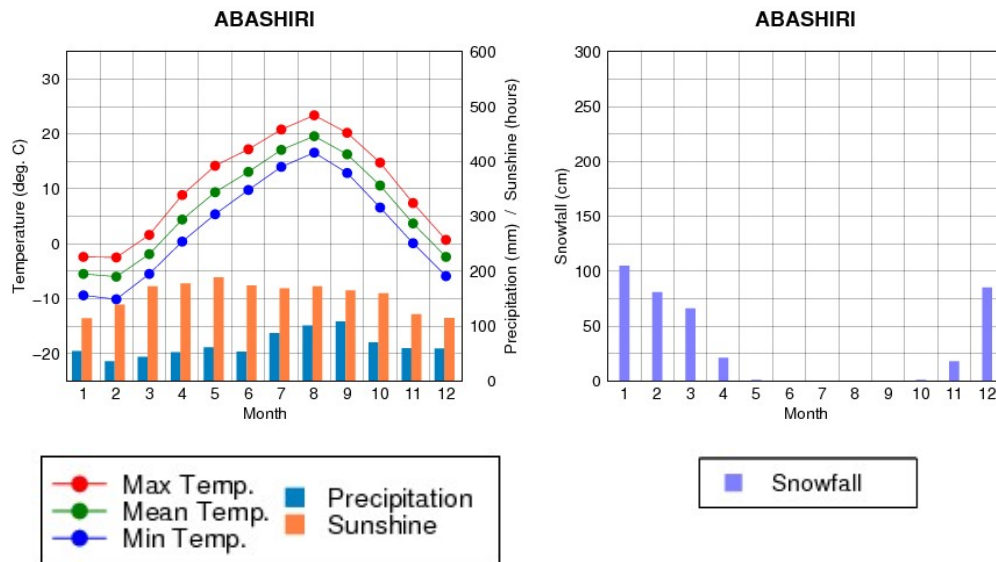 ABASHIRI
Temperature (deg. C)
30
20
10
0
−10
−20
600
500
400
300
200
100
0
Precipitation (mm) / Sunshine (hours)
1 2 3 4 5 6 7 8 9 10 11 12
Month
Max Temp.
Mean Temp.
Min Temp.
Precipitation
Sunshine
ABASHIRI
Snowfall (cm)
300
250
200
150
100
50
0
1 2 3 4 5 6 7 8 9 10 11 12
Month
Snowfall